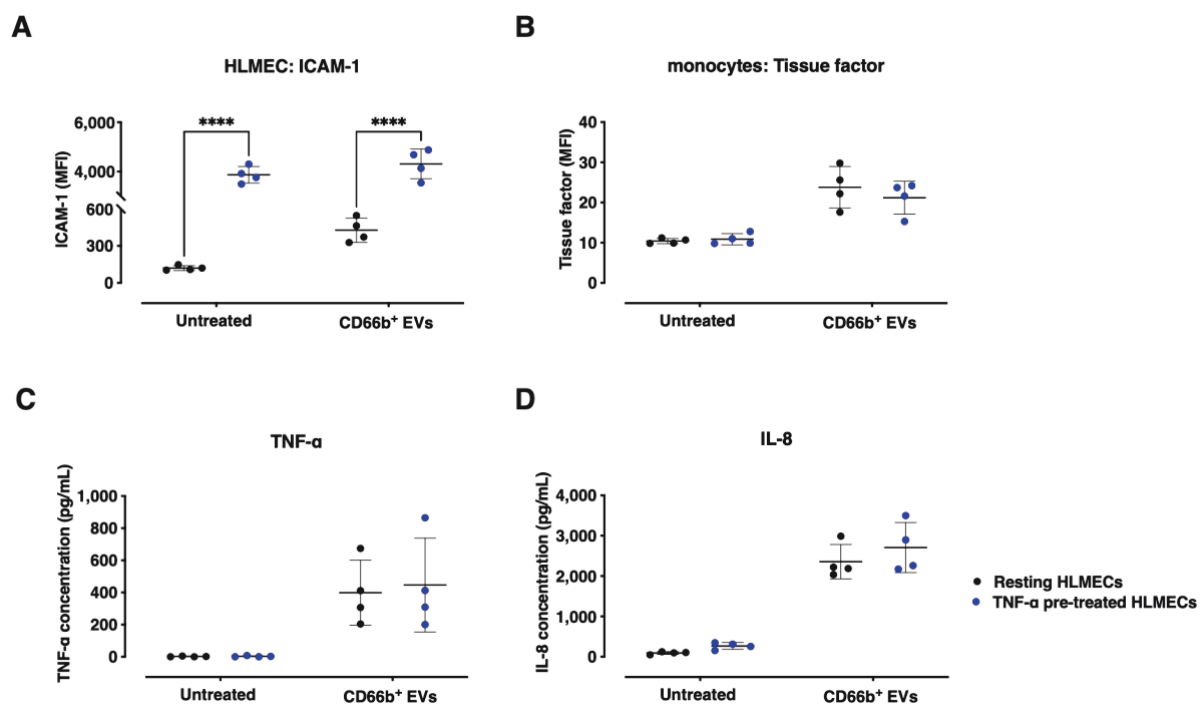 A
HLMEC: ICAM-1
ICAM-1 (MFI)
6,000
4,000
600
300
0
****
****
Untreated
CD66b⁺ EVs
B
monocytes: Tissue factor
Tissue factor (MFI)
40
30
20
10
0
Untreated
CD66b⁺ EVs
C
TNF-α
TNF-α concentration (pg/mL)
1,000
800
600
400
200
0
Untreated
CD66b⁺ EVs
D
IL-8
IL-8 concentration (pg/mL)
4,000
3,000
2,000
1,000
0
Untreated
CD66b⁺ EVs
Resting HLMECs
TNF-α pre-treated HLMECs